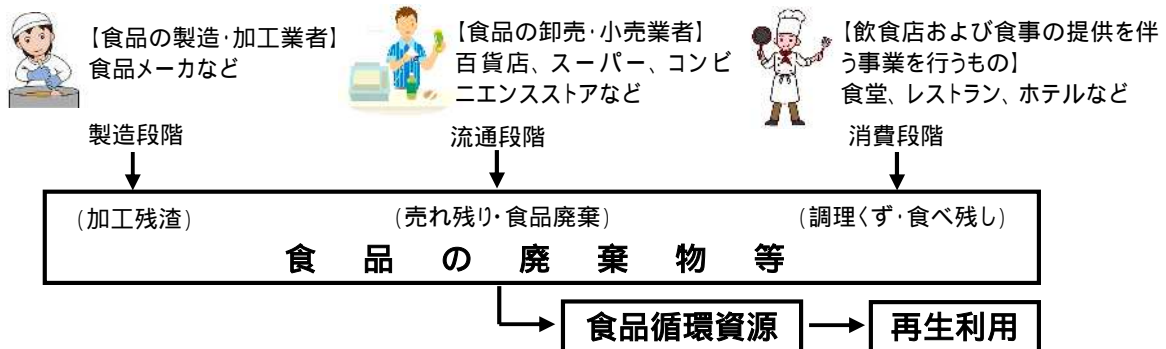 【食品の製造・加工業者】
食品メーカなど
【食品の卸売・小売業者】
百貨店、スーパー、コンビ
ニエンスストアなど
【飲食店および食事の提供を伴
う事業を行うもの】
食堂、レストラン、ホテルなど
製造段階
流通段階
消費段階
(加工残渣)
(売れ残り・食品廃棄)
(調理くず・食べ残し)
食品の廃棄物等
食品循環資源
再生利用